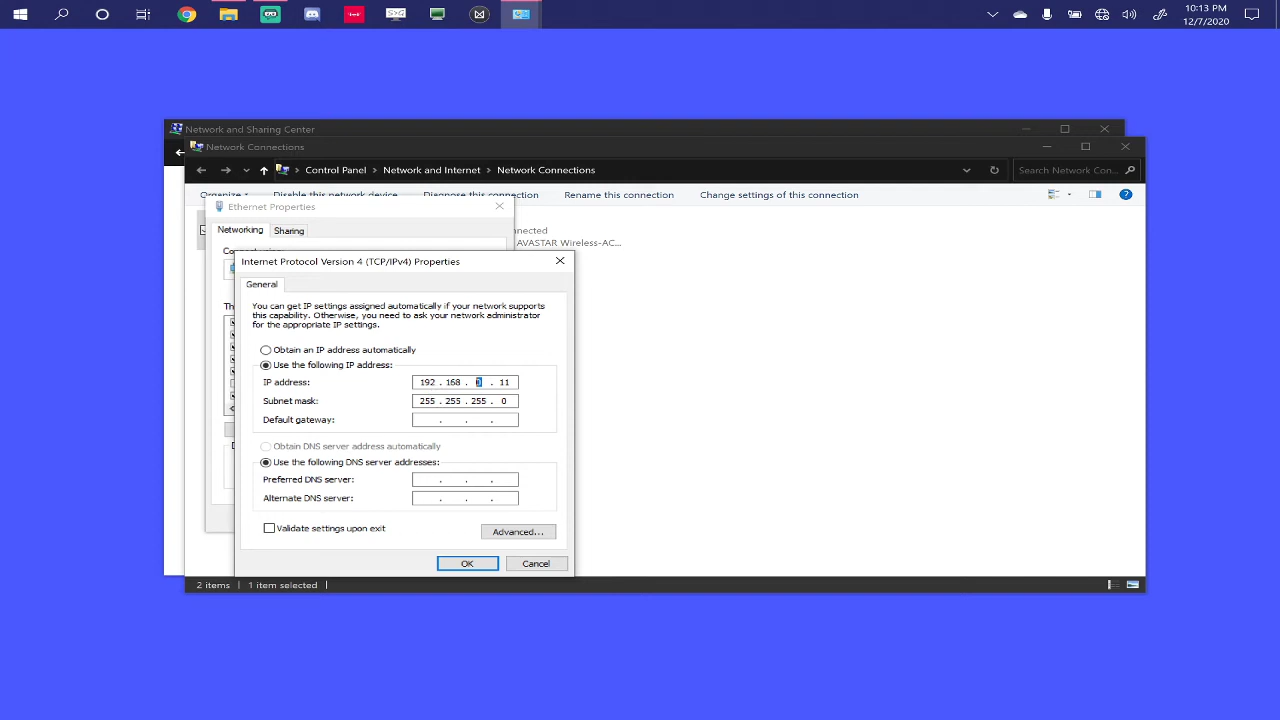 10:13 PM
12/7/2020
Network and Sharing Center
Network Connections
Control Panel > Network and Internet > Network Connections
Search Network Con...
Organize Disable this network device Diagnose this connection Rename this connection Change settings of this connection
Ethernet Properties
Networking Sharing
nnected
AVASTAR Wireless-AC...
Connect using:
Th
Internet Protocol Version 4 (TCP/IPv4) Properties
General
You can get IP settings assigned automatically if your network supports
this capability. Otherwise, you need to ask your network administrator
for the appropriate IP settings.
Obtain an IP address automatically
Use the following IP address:
IP address: 192 . 168 . . 11
Subnet mask: 255 . 255 . 255 . 0
Default gateway: . . .
Obtain DNS server address automatically
Use the following DNS server addresses:
Preferred DNS server: . . .
Alternate DNS server: . . .
Validate settings upon exit
Advanced...
OK Cancel
2 items 1 item selected